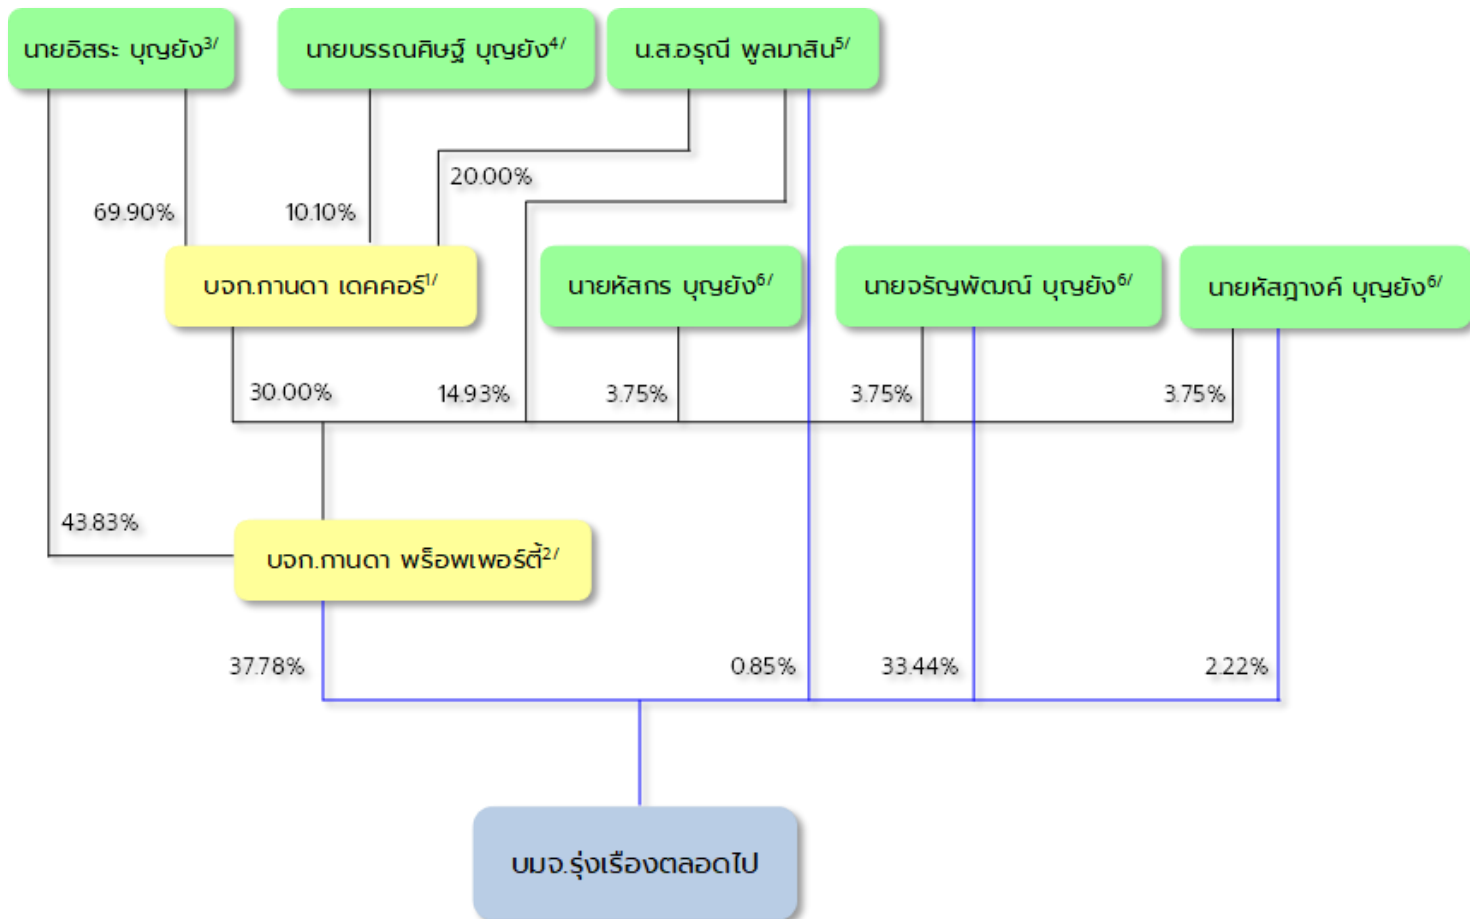 นายอิสระ บุญยัง3/
นายบรรณศิษฐ์ บุญยัง4/
น.ส.อรุณี พูลมาสิน5/
20.00%
69.90%
10.10%
บจก.กานดา เดคคอร์1/
นายหัสกร บุญยัง6/
นายจรัญพัฒณ์ บุญยัง6/
นายหัสฎางค์ บุญยัง6/
30.00%
14.93%
3.75%
3.75%
3.75%
43.83%
บจก.กานดา พร็อพเพอร์ตี้2/
37.78%
0.85%
33.44%
2.22%
บมจ.รุ่งเรืองตลอดไป